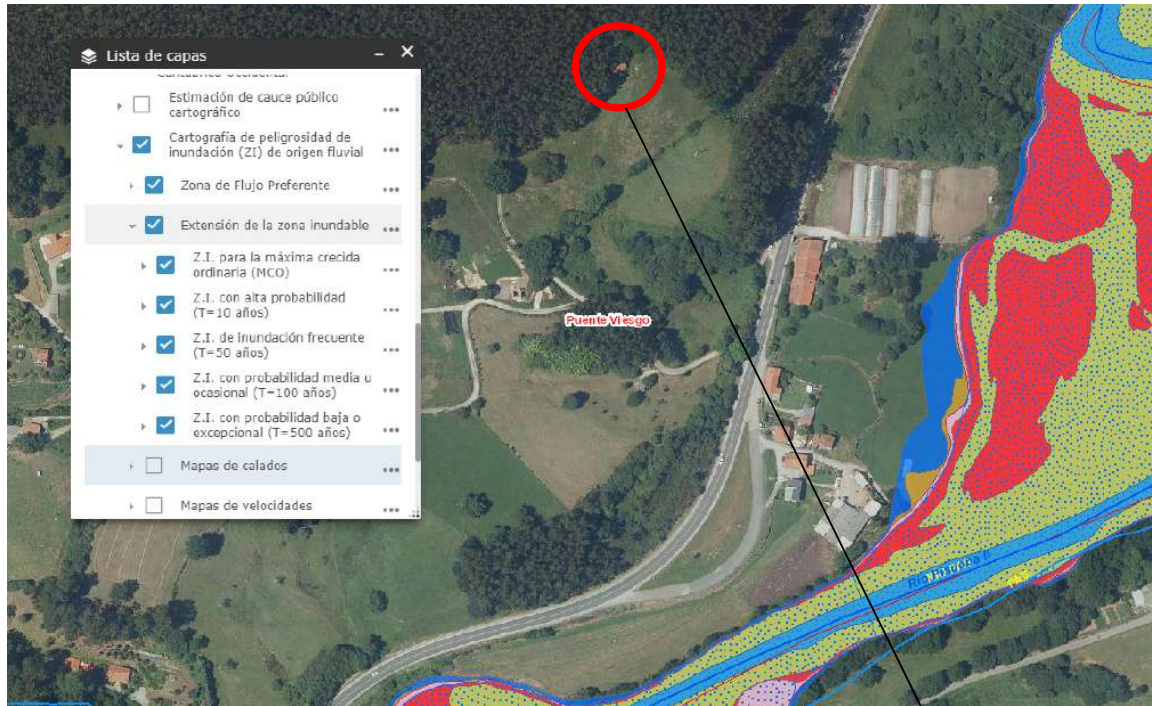 Lista de capas
Estimación de cauce público
cartográfico
Cartografía de peligrosidad de
inundación (ZI) de origen fluvial
Zona de Flujo Preferente
Extensión de la zona inundable
Z.I. para la máxima crecida
ordinaria (MCO)
Z.I. con alta probabilidad
(T=10 años)
Z.I. de inundación frecuente
(T=50 años)
Z.I. con probabilidad media u
ocasional (T=100 años)
Z.I. con probabilidad baja o
excepcional (T=500 años)
Mapas de calados
Mapas de velocidades
Puente Viesgo